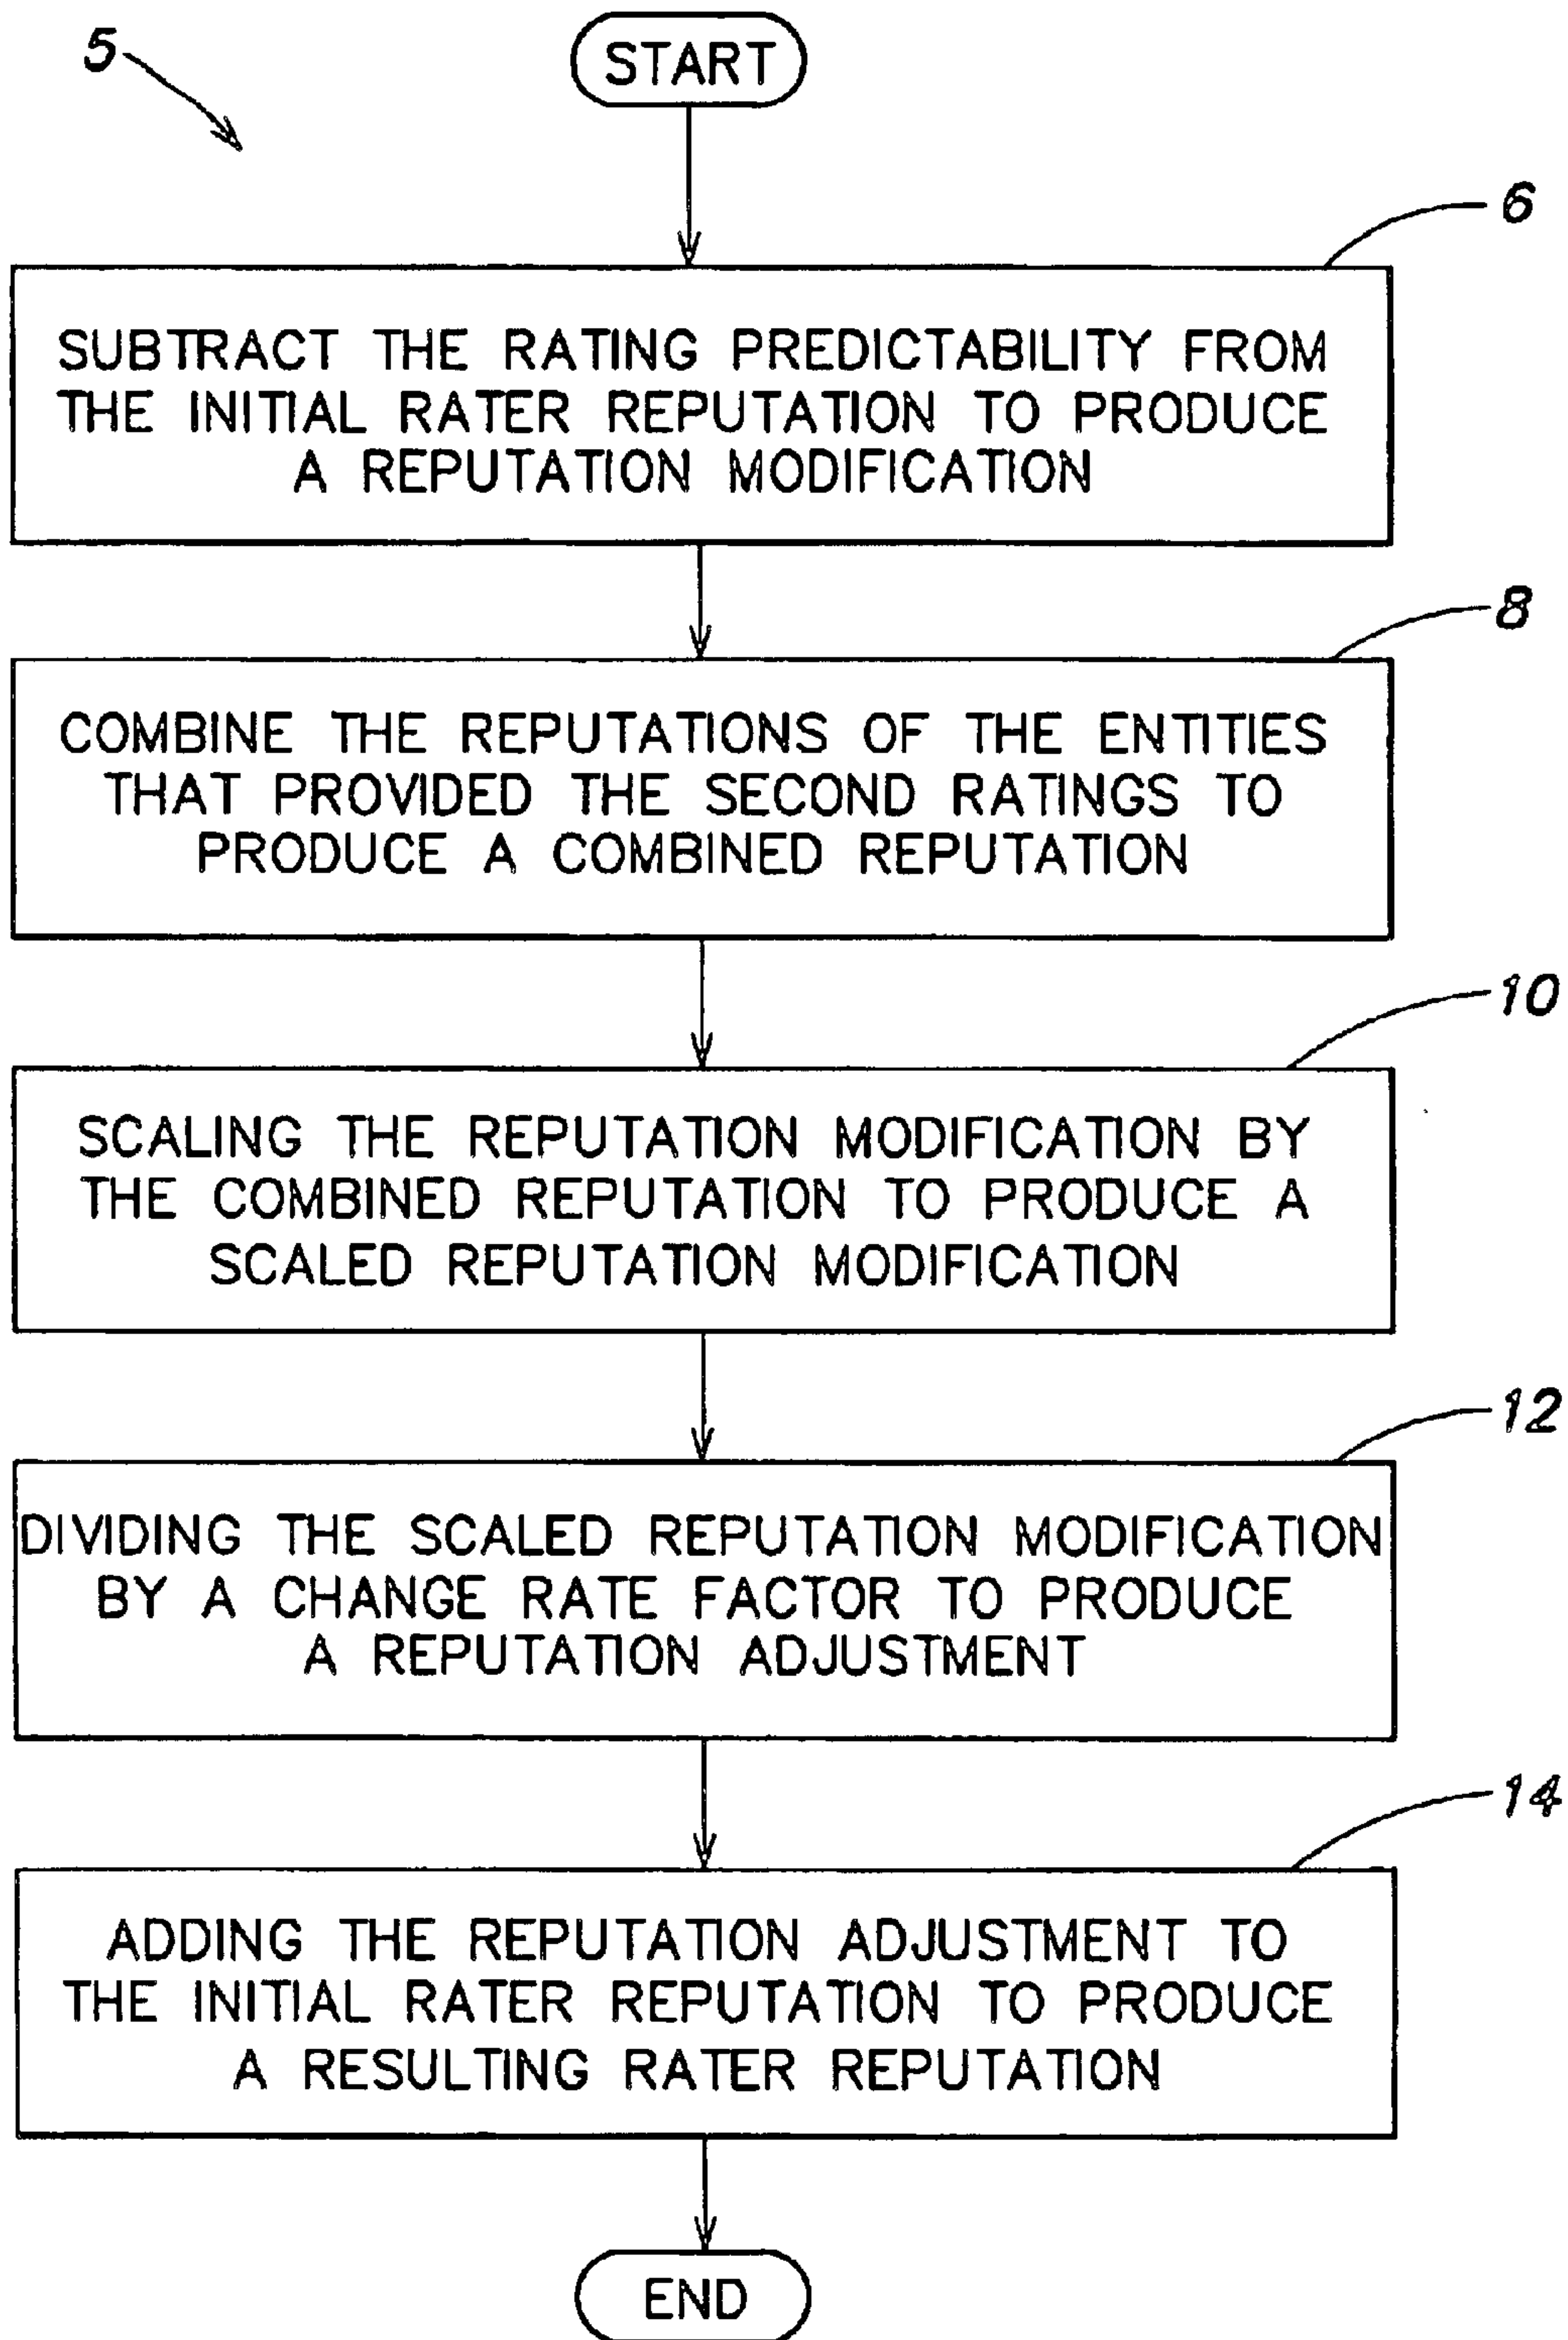 5
START
6
SUBTRACT THE RATING PREDICTABILITY FROM
THE INITIAL RATER REPUTATION TO PRODUCE
A REPUTATION MODIFICATION
8
COMBINE THE REPUTATIONS OF THE ENTITIES
THAT PROVIDED THE SECOND RATINGS TO
PRODUCE A COMBINED REPUTATION
10
SCALING THE REPUTATION MODIFICATION BY
THE COMBINED REPUTATION TO PRODUCE A
SCALED REPUTATION MODIFICATION
12
DIVIDING THE SCALED REPUTATION MODIFICATION
BY A CHANGE RATE FACTOR TO PRODUCE
A REPUTATION ADJUSTMENT
14
ADDING THE REPUTATION ADJUSTMENT TO
THE INITIAL RATER REPUTATION TO PRODUCE
A RESULTING RATER REPUTATION
END